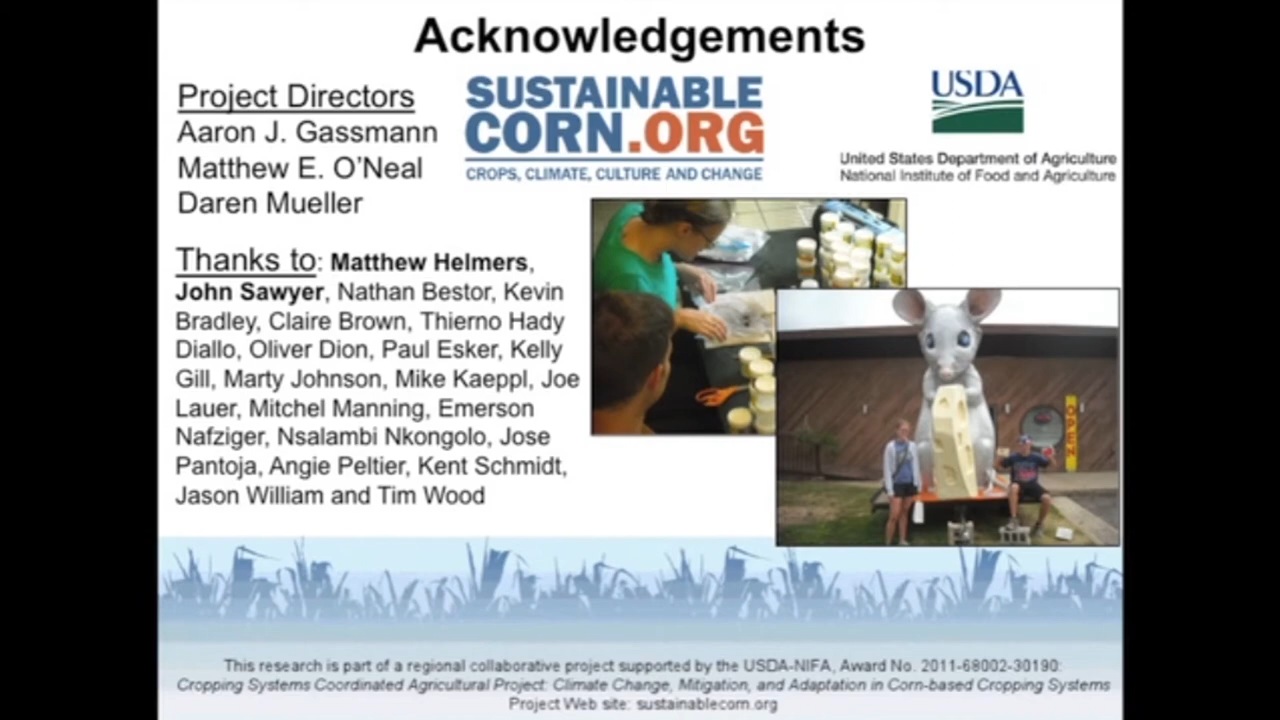 Acknowledgements
Project Directors
Aaron J. Gassmann
Matthew E. O'Neal
Daren Mueller
SUSTAINABLE
CORN.ORG
CROPS, CLIMATE, CULTURE AND CHANGE
USDA
United States Department of Agriculture
National Institute of Food and Agriculture
Thanks to: Matthew Helmers,
John Sawyer, Nathan Bestor, Kevin
Bradley, Claire Brown, Thierno Hady
Diallo, Oliver Dion, Paul Esker, Kelly
Gill, Marty Johnson, Mike Kaeppl, Joe
Lauer, Mitchel Manning, Emerson
Nafziger, Nsalambi Nkongolo, Jose
Pantoja, Angie Peltier, Kent Schmidt,
Jason William and Tim Wood
OPEN
This research is part of a regional collaborative project supported by the USDA-NIFA, Award No. 2011-68002-30190:
Cropping Systems Coordinated Agricultural Project: Climate Change, Mitigation, and Adaptation in Corn-based Cropping Systems
Project Web site: sustainablecorn.org